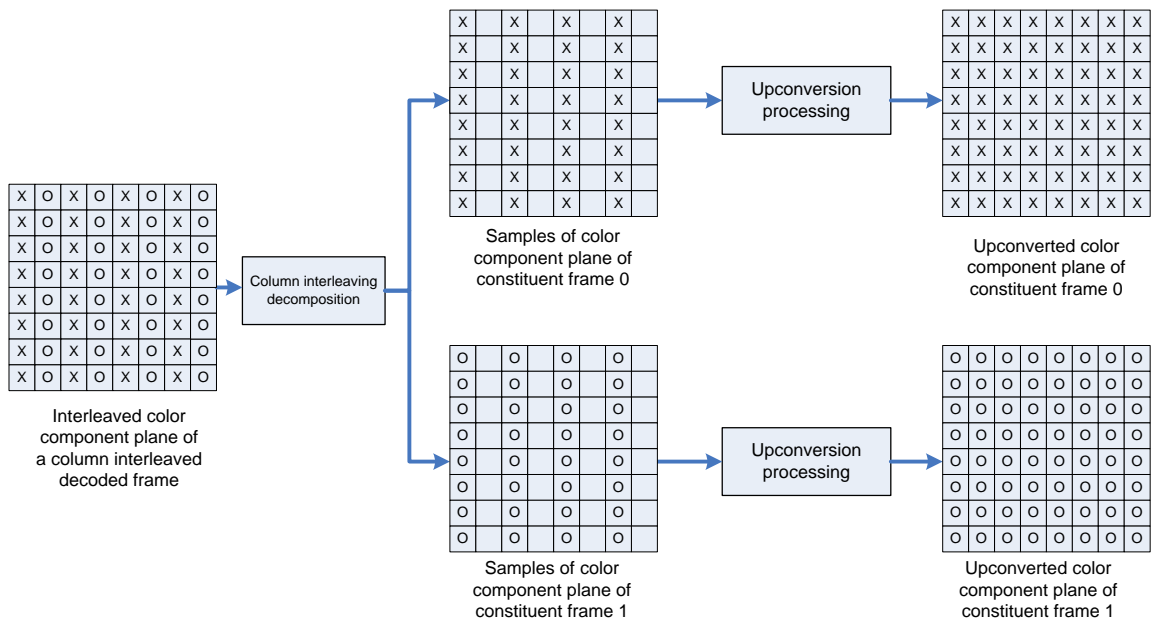 X X X X
X X X X
X X X X
X X X X
X X X X
X X X X
X X X X
X X X X
Samples of color
component plane of
constituent frame 0
Upconversion
processing
X X X X X X X X
X X X X X X X X
X X X X X X X X
X X X X X X X X
X X X X X X X X
X X X X X X X X
X X X X X X X X
X X X X X X X X
Upconverted color
component plane of
constituent frame 0
X O X O X O X O
X O X O X O X O
X O X O X O X O
X O X O X O X O
X O X O X O X O
X O X O X O X O
X O X O X O X O
X O X O X O X O
Interleaved color
component plane of
a column interleaved
decoded frame
Column interleaving
decomposition
O O O O
O O O O
O O O O
O O O O
O O O O
O O O O
O O O O
O O O O
Samples of color
component plane of
constituent frame 1
Upconversion
processing
O O O O O O O O
O O O O O O O O
O O O O O O O O
O O O O O O O O
O O O O O O O O
O O O O O O O O
O O O O O O O O
O O O O O O O O
Upconverted color
component plane of
constituent frame 1